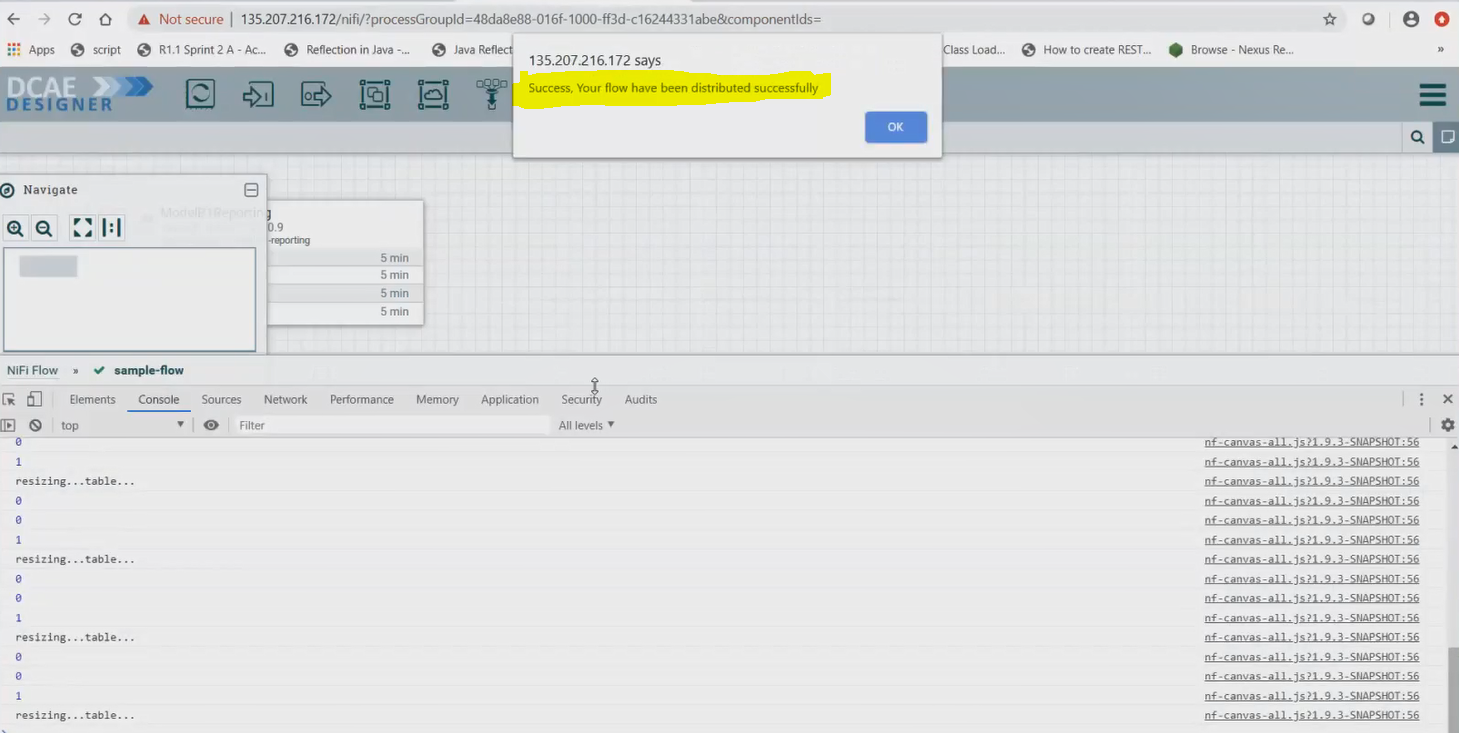 Not secure
135.207.216.172/nifi/?processGroupId=48da8e88-016f-1000-ff3d-c16244331abe&componentIds=
Apps
script
R1.1 Sprint 2 A - Ac...
Reflection in Java -...
Java Reflect
Class Load...
How to create REST...
Browse - Nexus Re...
»
135.207.216.172 says
Success, Your flow have been distributed successfully
OK
DCAE
DESIGNER
Navigate
ModelB1Reporting
0.9
-reporting
5 min
5 min
5 min
5 min
NiFi Flow » sample-flow
Elements Console Sources Network Performance Memory Application Security Audits
top Filter All levels
0 nf-canvas-all.js?1.9.3-SNAPSHOT:56
1 nf-canvas-all.js?1.9.3-SNAPSHOT:56
resizing...table... nf-canvas-all.js?1.9.3-SNAPSHOT:56
0 nf-canvas-all.js?1.9.3-SNAPSHOT:56
0 nf-canvas-all.js?1.9.3-SNAPSHOT:56
1 nf-canvas-all.js?1.9.3-SNAPSHOT:56
resizing...table... nf-canvas-all.js?1.9.3-SNAPSHOT:56
0 nf-canvas-all.js?1.9.3-SNAPSHOT:56
0 nf-canvas-all.js?1.9.3-SNAPSHOT:56
1 nf-canvas-all.js?1.9.3-SNAPSHOT:56
resizing...table... nf-canvas-all.js?1.9.3-SNAPSHOT:56
0 nf-canvas-all.js?1.9.3-SNAPSHOT:56
0 nf-canvas-all.js?1.9.3-SNAPSHOT:56
1 nf-canvas-all.js?1.9.3-SNAPSHOT:56
resizing...table... nf-canvas-all.js?1.9.3-SNAPSHOT:56